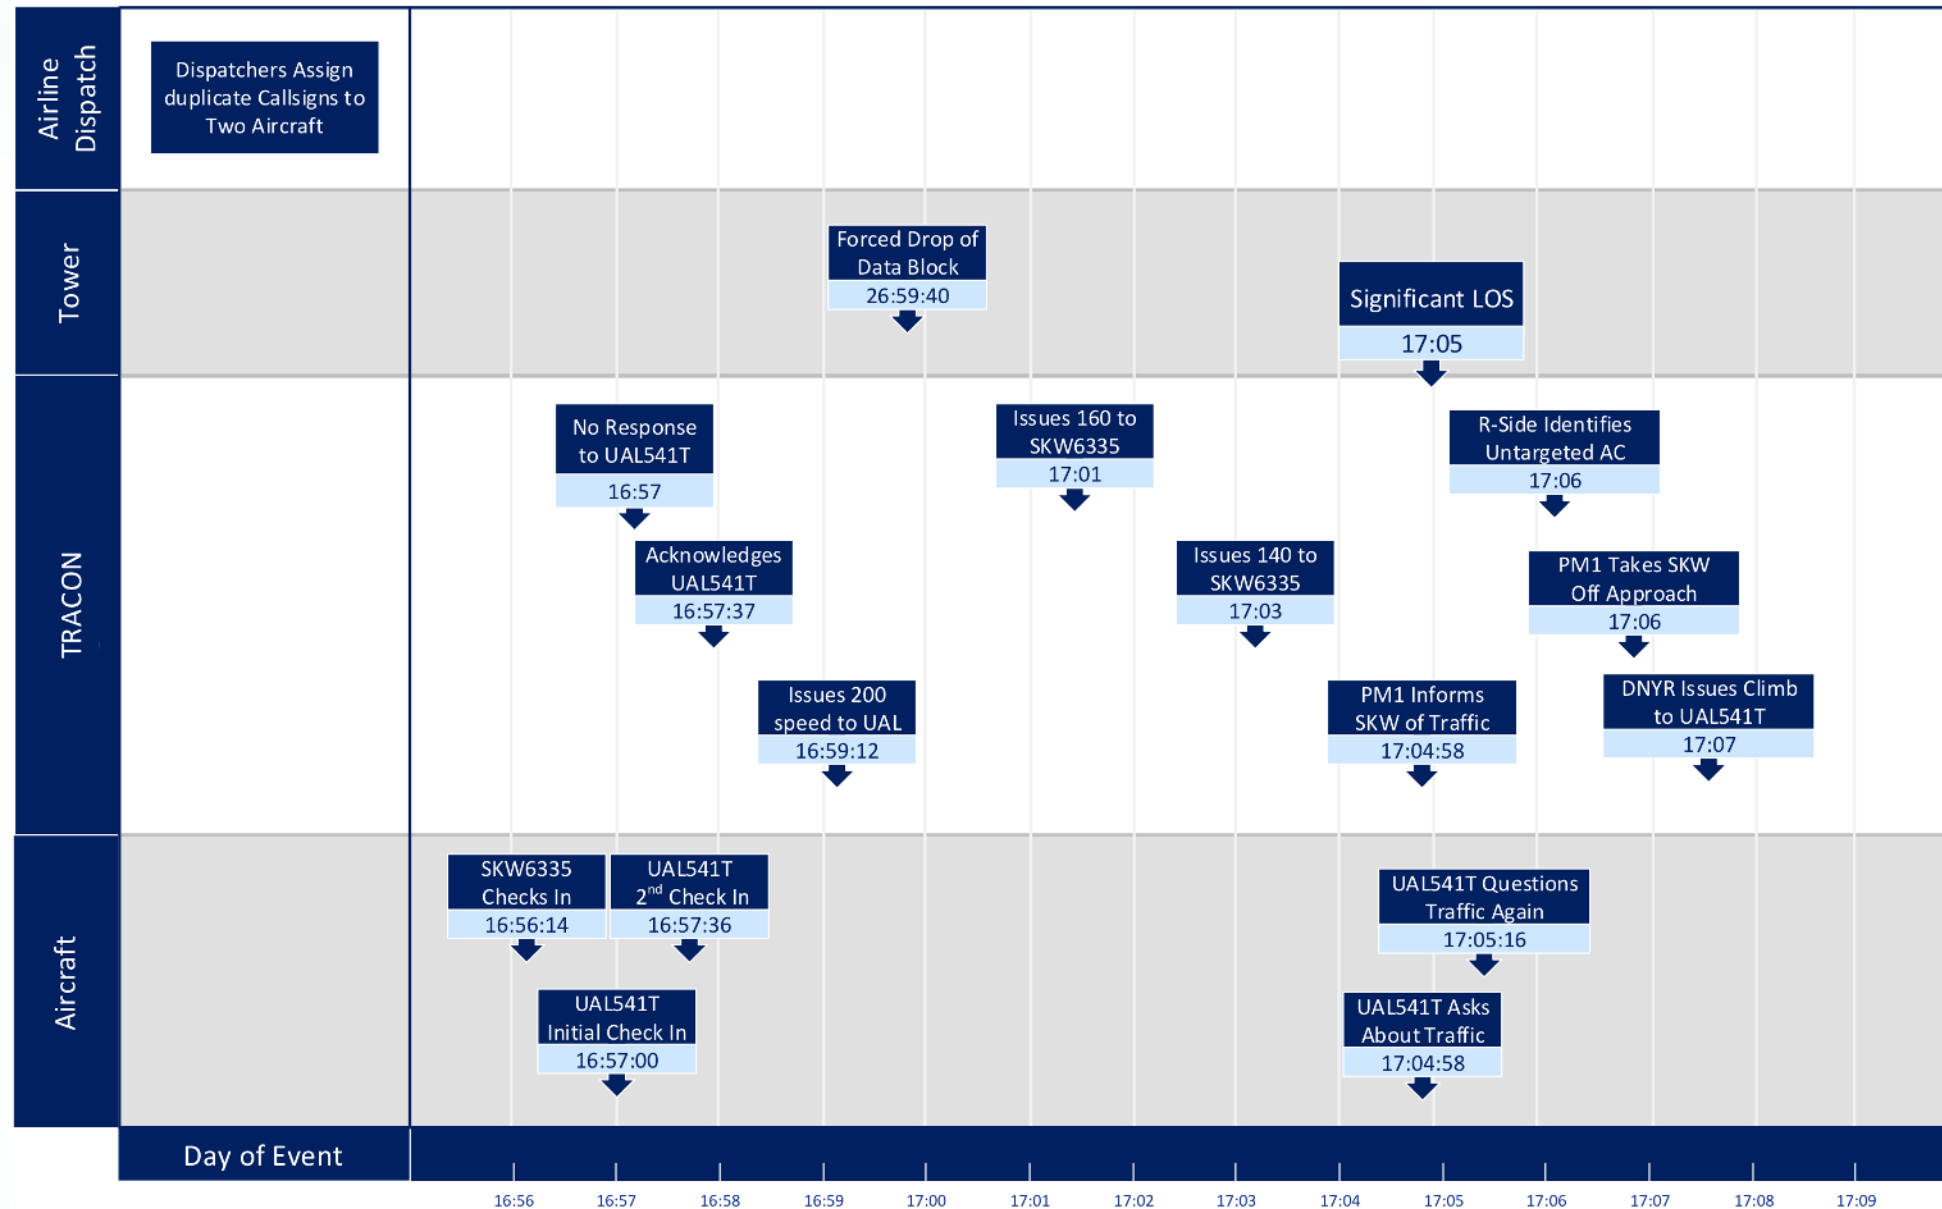 Airline
Dispatch
Dispatchers Assign
duplicate Callsigns to
Two Aircraft
Tower
Forced Drop of
Data Block
26:59:40
Significant LOS
17:05
TRACON
No Response
to UAL541T
16:57
Acknowledges
UAL541T
16:57:37
Issues 200
speed to UAL
16:59:12
Issues 160 to
SKW6335
17:01
Issues 140 to
SKW6335
17:03
PM1 Informs
SKW of Traffic
17:04:58
R-Side Identifies
Untargeted AC
17:06
PM1 Takes SKW
Off Approach
17:06
DNYR Issues Climb
to UAL541T
17:07
Aircraft
SKW6335
Checks In
16:56:14
UAL541T
Initial Check In
16:57:00
UAL541T
2nd Check In
16:57:36
UAL541T Asks
About Traffic
17:04:58
UAL541T Questions
Traffic Again
17:05:16
Day of Event
16:56
16:57
16:58
16:59
17:00
17:01
17:02
17:03
17:04
17:05
17:06
17:07
17:08
17:09